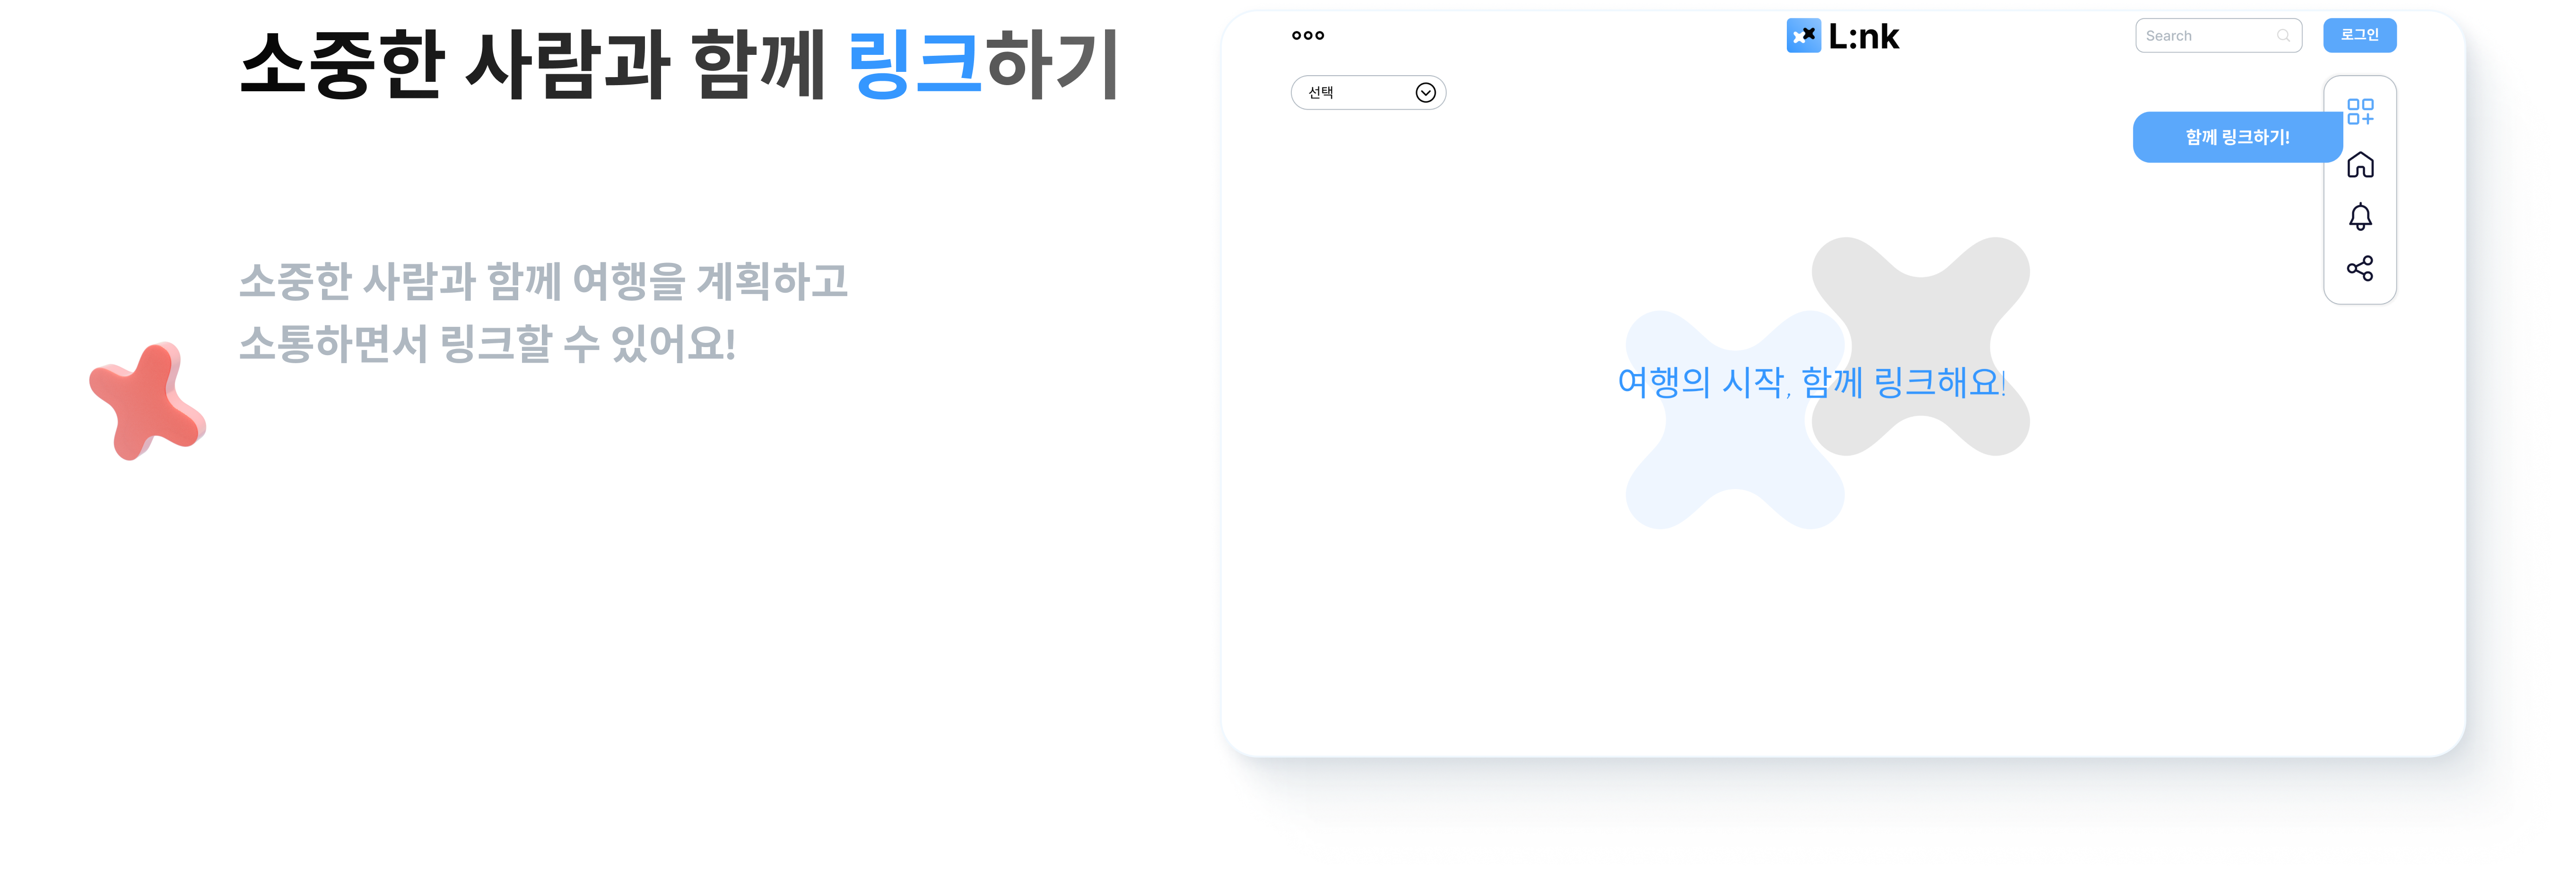 소중한 사람과 함께 링크하기
소중한 사람과 함께 여행을 계획하고
소통하면서 링크할 수 있어요!
L:nk
Search
로그인
선택
함께 링크하기!
여행의 시작, 함께 링크해요!